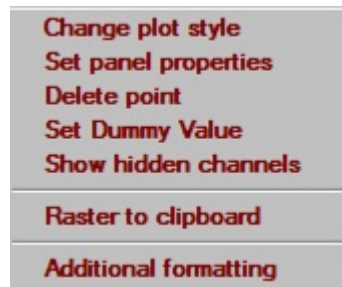 Change plot style
Set panel properties
Delete point
Set Dummy Value
Show hidden channels
Raster to clipboard
Additional formatting